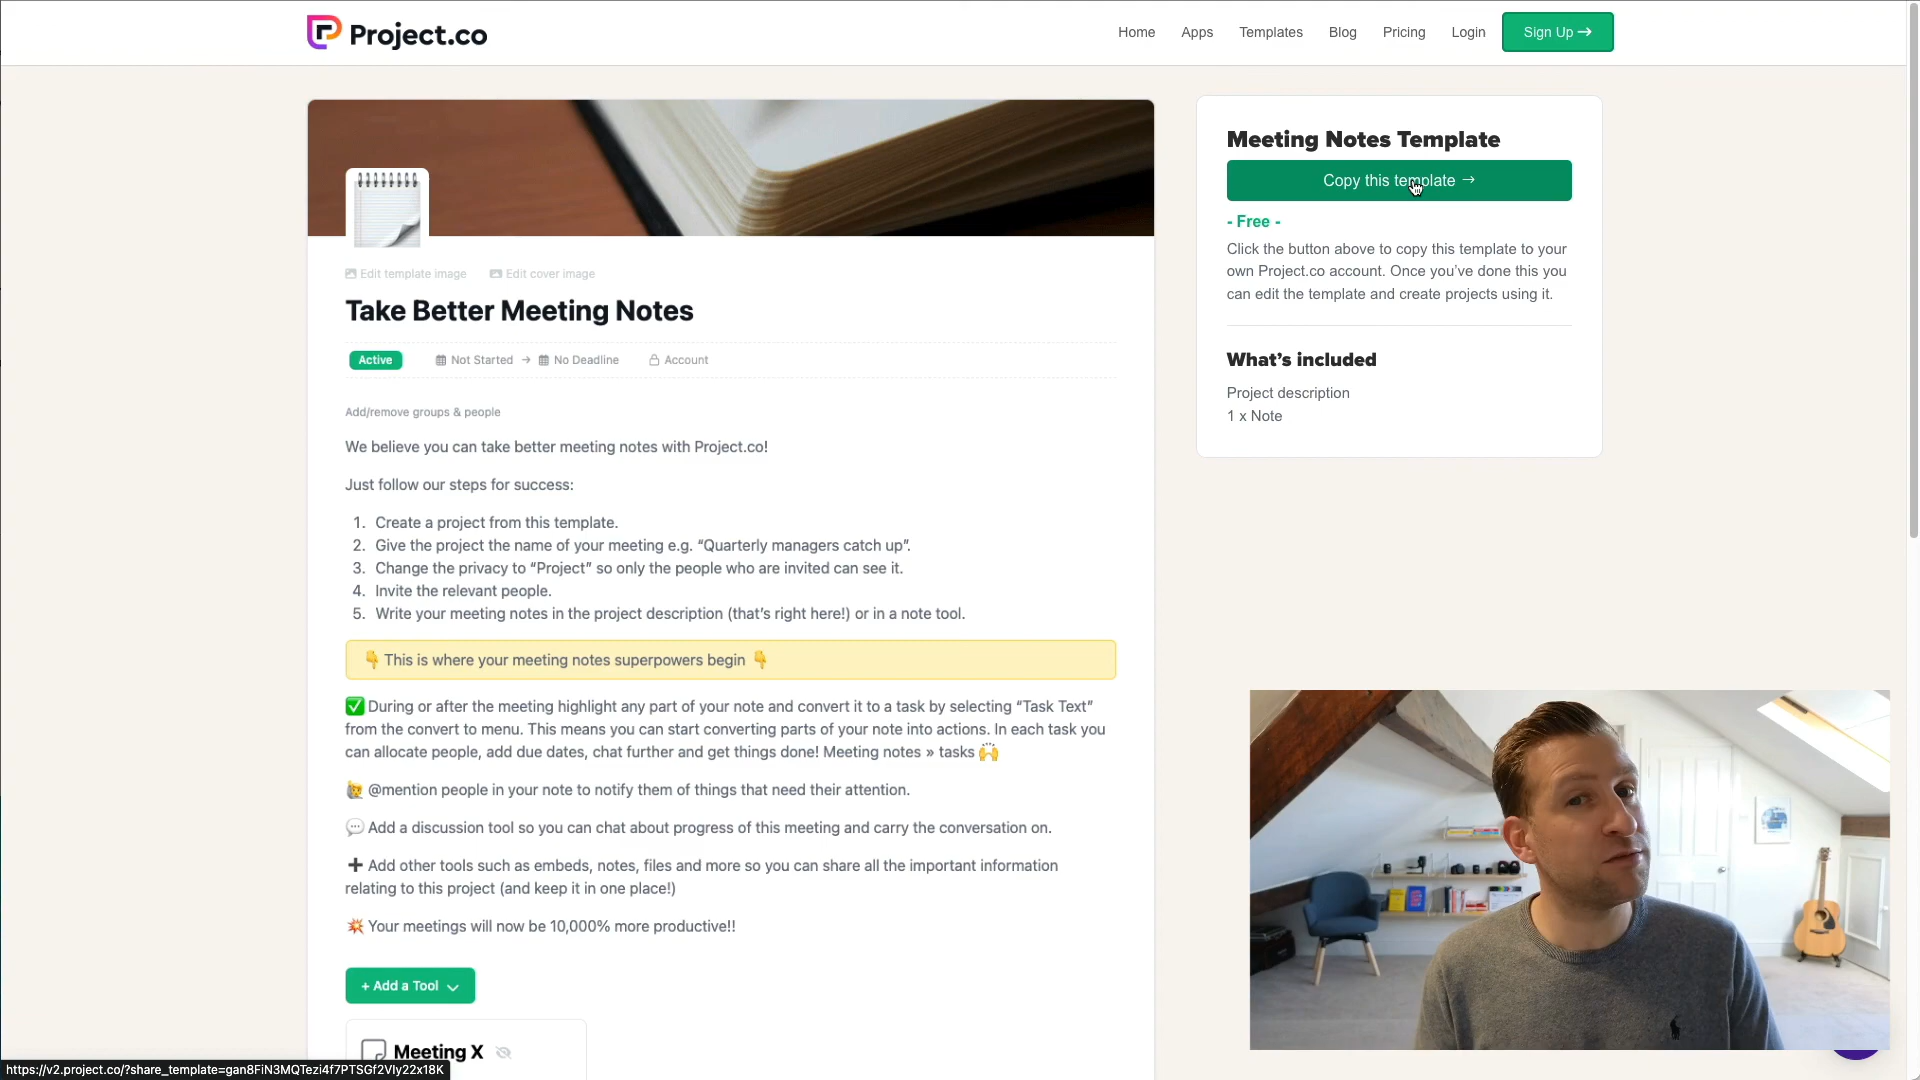 Project.co
Home Apps Templates Blog Pricing Login Sign Up →
Meeting Notes Template
Copy this template →
- Free -
Click the button above to copy this template to your
own Project.co account. Once you’ve done this you
can edit the template and create projects using it.
What’s included
Project description
1 x Note
Edit template image Edit cover image
Take Better Meeting Notes
Active Not Started → No Deadline Account
Add/remove groups & people
We believe you can take better meeting notes with Project.co!
Just follow our steps for success:
1. Create a project from this template.
2. Give the project the name of your meeting e.g. “Quarterly managers catch up”.
3. Change the privacy to “Project” so only the people who are invited can see it.
4. Invite the relevant people.
5. Write your meeting notes in the project description (that’s right here!) or in a note tool.
👇 This is where your meeting notes superpowers begin 👇
✅ During or after the meeting highlight any part of your note and convert it to a task by selecting “Task Text”
from the convert to menu. This means you can start converting parts of your note into actions. In each task you
can allocate people, add due dates, chat further and get things done! Meeting notes » tasks 🙌
🙋 @mention people in your note to notify them of things that need their attention.
💬 Add a discussion tool so you can chat about progress of this meeting and carry the conversation on.
➕ Add other tools such as embeds, notes, files and more so you can share all the important information
relating to this project (and keep it in one place!)
💥 Your meetings will now be 10,000% more productive!!
+ Add a Tool
Meeting X
https://v2.project.co/?share_template=gan8FiN3MQTezi4f7PTSGf2Vly22x18K